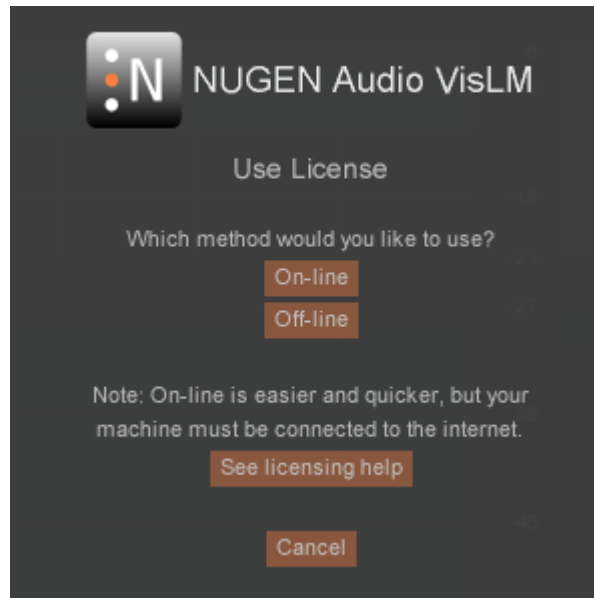 N NUGEN Audio VisLM
Use License
Which method would you like to use?
On-line
Off-line
Note: On-line is easier and quicker, but your
machine must be connected to the internet.
See licensing help
Cancel